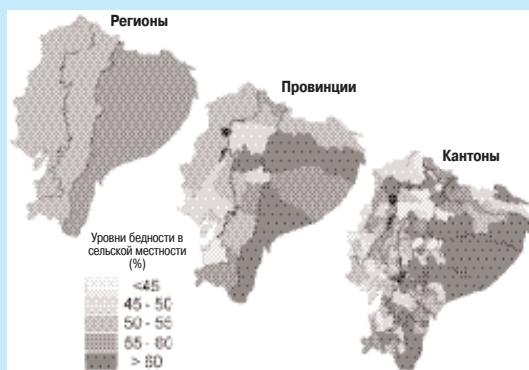 Регионы
Провинции
Кантоны
Уровни бедности в
сельской местности
(%)
<45
45 - 50
50 - 55
55 - 60
> 60